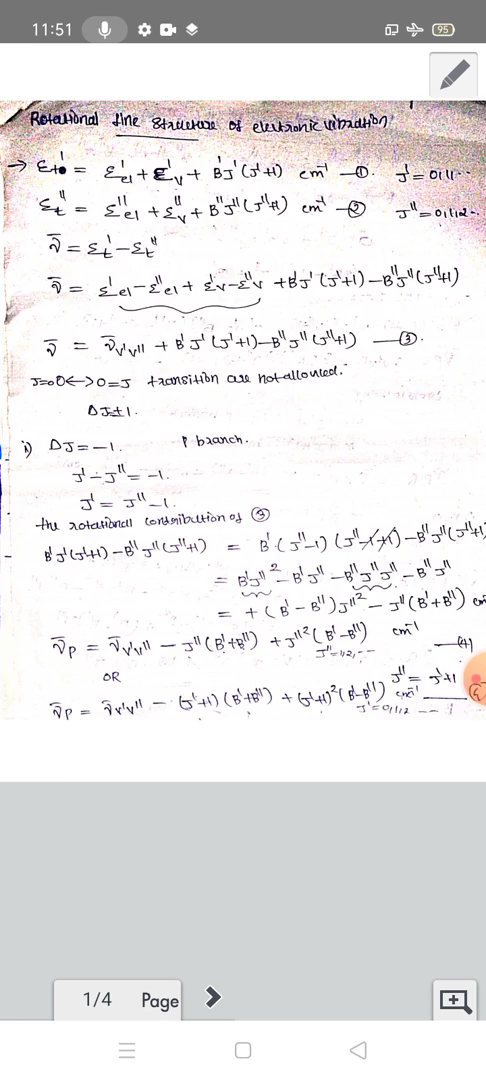 11:51
95
Rotational fine structure of electronic vibration
→ Σ'ₜ = Σ'el + Σ'v + B'J'(J'+1) cm⁻¹ —① J'=0,1,1...
Σ''ₜ = Σ''el + Σ''v + B''J''(J''+1) cm⁻¹ —② J''=0,1,2..
ν̄ = Σ'ₜ - Σ''ₜ
ν̄ = Σ'el - Σ''el + Σ'v - Σ''v + B'J'(J'+1) - B''J''(J''+1)
ν̄ = ν̄v'v'' + B'J'(J'+1) - B''J''(J''+1) —③.
J=0 ↔ 0=J transition are not allowed.
ΔJ±1.
i) ΔJ = -1. P branch.
J' - J'' = -1.
J' = J'' - 1.
the rotational contribution of ③
B'J'(J'+1) - B''J''(J''+1) = B'(J''-1)(J''-1+1) - B''J''(J''+1)
= B'J''² - B'J'' - B''J''J'' - B''J''
= +(B'-B'')J''² - J''(B'+B'') cm
ν̄p = ν̄v'v'' - J''(B'+B'') + J''²(B'-B'') cm⁻¹ —(4)
J''=1,2,...
OR J''=J'+1
ν̄p = ν̄v'v'' - (J'+1)(B'+B'') + (J'+1)²(B'-B'') cm⁻¹
J'=0,1,2 ---
1/4 Page